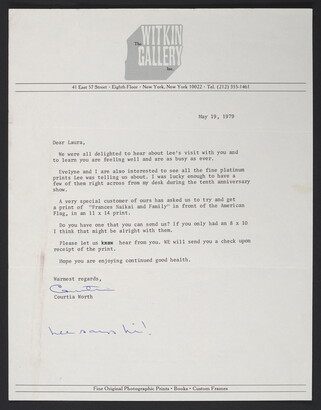 The
WITKIN
GALLERY
Inc.
41 East 57 Street · Eighth Floor · New York, New York 10022 · Tel. (212) 355-1461
May 19, 1979
Dear Laura,
We were all delighted to hear about Lee's visit with you and
to learn you are feeling well and are as busy as ever.
Evelyne and I are also interested to see all the fine platinum
prints Lee was telling us about. I was lucky enough to have a
few of them right across from my desk during the tenth anniversary
show.
A very special customer of ours has asked us to try and get
a print of "Frances Haikai and Family" in front of the American
Flag, in an 11 x 14 print.
Do you have one that you can send us? If you only had an 8 x 10
I think that might be alright with them.
Please let us hear from you. WE will send you a check upon
receipt of the print.
Hope you are enjoying continued good health.
Warmest regards,
Courtia
Courtia Worth
Lee says hi!
Fine Original Photographic Prints · Books · Custom Frames